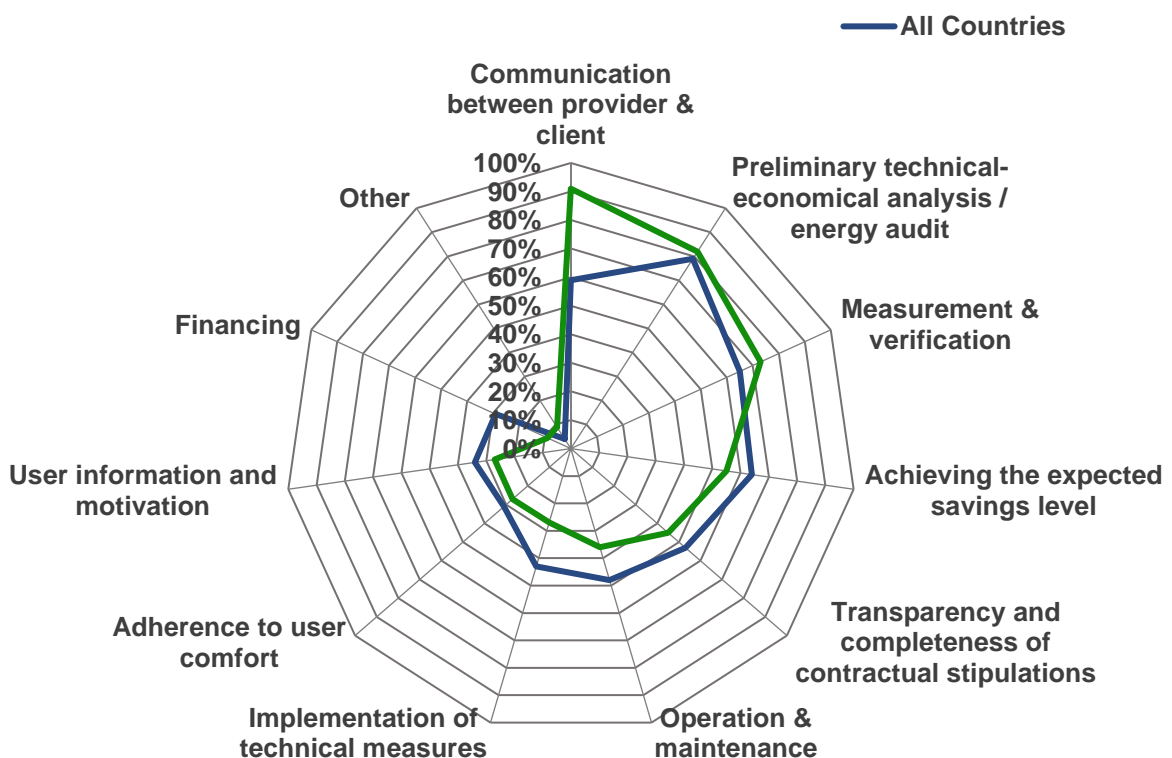 All Countries
Communication
between provider &
client
Preliminary technical-
economical analysis /
energy audit
Measurement &
verification
Achieving the expected
savings level
Transparency and
completeness of
contractual stipulations
Operation &
maintenance
Implementation of
technical measures
Adherence to user
comfort
User information and
motivation
Financing
Other
100%
90%
80%
70%
60%
50%
40%
30%
20%
10%
0%